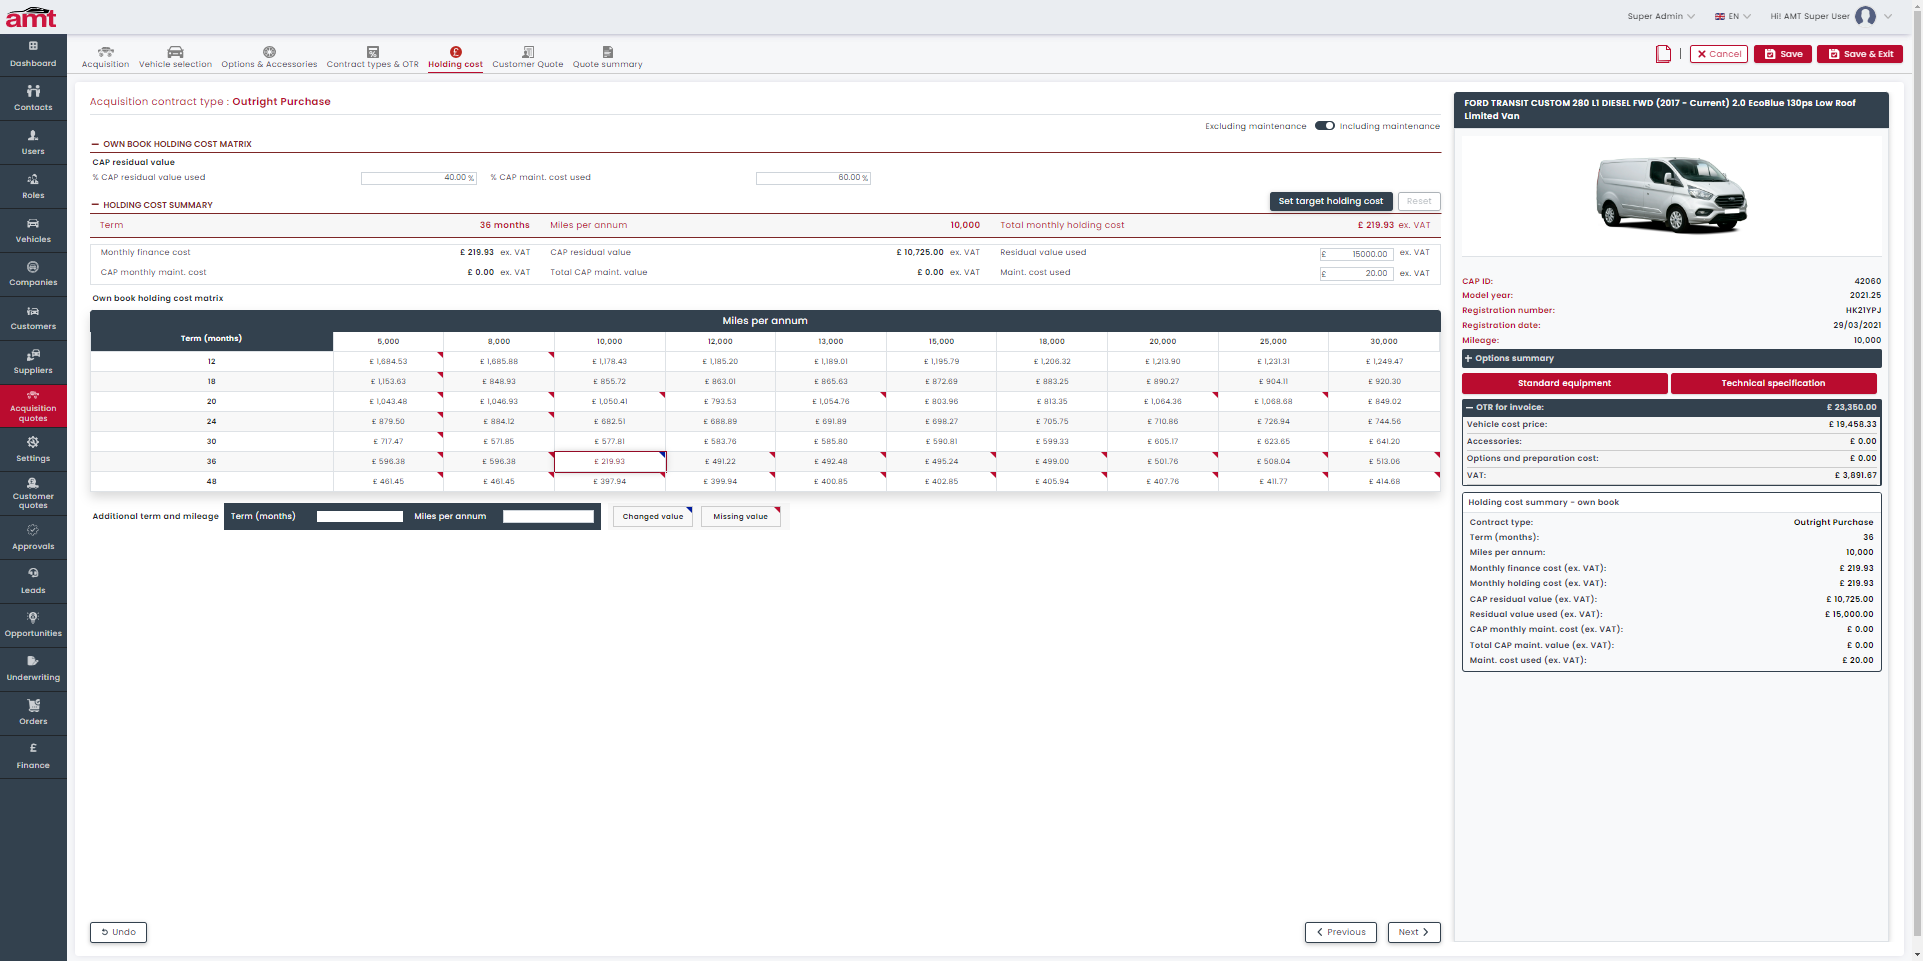 amt
Super Admin EN Hi! AMT Super User
Dashboard
Contacts
Users
Roles
Vehicles
Companies
Customers
Suppliers
Acquisition
quotes
Settings
Customer
quotes
Approvals
Leads
Opportunities
Underwriting
Orders
£
Finance
Acquisition Vehicle selection Options & Accessories Contract types & OTR Holding cost Customer Quote Quote summary
Cancel Save Save & Exit
Acquisition contract type : Outright Purchase
Excluding maintenance Including maintenance
OWN BOOK HOLDING COST MATRIX
CAP residual value
% CAP residual value used 40.00 % % CAP maint. cost used 60.00 %
HOLDING COST SUMMARY Set target holding cost Reset
Term 36 months Miles per annum 10,000 Total monthly holding cost £ 219.93 ex. VAT
Monthly finance cost £ 219.93 ex. VAT CAP residual value £ 10,725.00 ex. VAT Residual value used £ 15000.00 ex. VAT
CAP monthly maint. cost £ 0.00 ex. VAT Total CAP maint. value £ 0.00 ex. VAT Maint. cost used £ 20.00 ex. VAT
Own book holding cost matrix
Miles per annum
Term (months) 5,000 8,000 10,000 12,000 13,000 15,000 18,000 20,000 25,000 30,000
12 £ 1,684.53 £ 1,685.88 £ 1,178.43 £ 1,185.20 £ 1,189.01 £ 1,195.79 £ 1,206.32 £ 1,213.90 £ 1,231.31 £ 1,249.47
18 £ 1,153.63 £ 848.93 £ 855.72 £ 863.01 £ 865.63 £ 872.69 £ 883.25 £ 890.27 £ 904.11 £ 920.30
20 £ 1,043.48 £ 1,046.93 £ 1,050.41 £ 793.53 £ 1,054.76 £ 803.96 £ 813.35 £ 1,064.36 £ 1,068.68 £ 849.02
24 £ 879.50 £ 884.12 £ 682.51 £ 688.89 £ 691.89 £ 698.27 £ 705.75 £ 710.86 £ 726.94 £ 744.56
30 £ 717.47 £ 571.85 £ 577.81 £ 583.76 £ 585.80 £ 590.81 £ 599.33 £ 605.17 £ 623.65 £ 641.20
36 £ 596.38 £ 596.38 £ 219.93 £ 491.22 £ 492.48 £ 495.24 £ 499.00 £ 501.76 £ 508.04 £ 513.06
48 £ 461.45 £ 461.45 £ 397.94 £ 399.94 £ 400.85 £ 402.85 £ 405.94 £ 407.76 £ 411.77 £ 414.68
Additional term and mileage Term (months) Miles per annum Changed value Missing value
Undo Previous Next
FORD TRANSIT CUSTOM 280 L1 DIESEL FWD (2017 - Current) 2.0 EcoBlue 130ps Low Roof
Limited Van
CAP ID: 42060
Model year: 2021.25
Registration number: HK21YPJ
Registration date: 29/03/2021
Mileage: 10,000
Options summary
Standard equipment Technical specification
OTR for invoice: £ 23,350.00
Vehicle cost price: £ 19,458.33
Accessories: £ 0.00
Options and preparation cost: £ 0.00
VAT: £ 3,891.67
Holding cost summary - own book
Contract type: Outright Purchase
Term (months): 36
Miles per annum: 10,000
Monthly finance cost (ex. VAT): £ 219.93
Monthly holding cost (ex. VAT): £ 219.93
CAP residual value (ex. VAT): £ 10,725.00
Residual value used (ex. VAT): £ 15,000.00
CAP monthly maint. cost (ex. VAT): £ 0.00
Total CAP maint. value (ex. VAT): £ 0.00
Maint. cost used (ex. VAT): £ 20.00